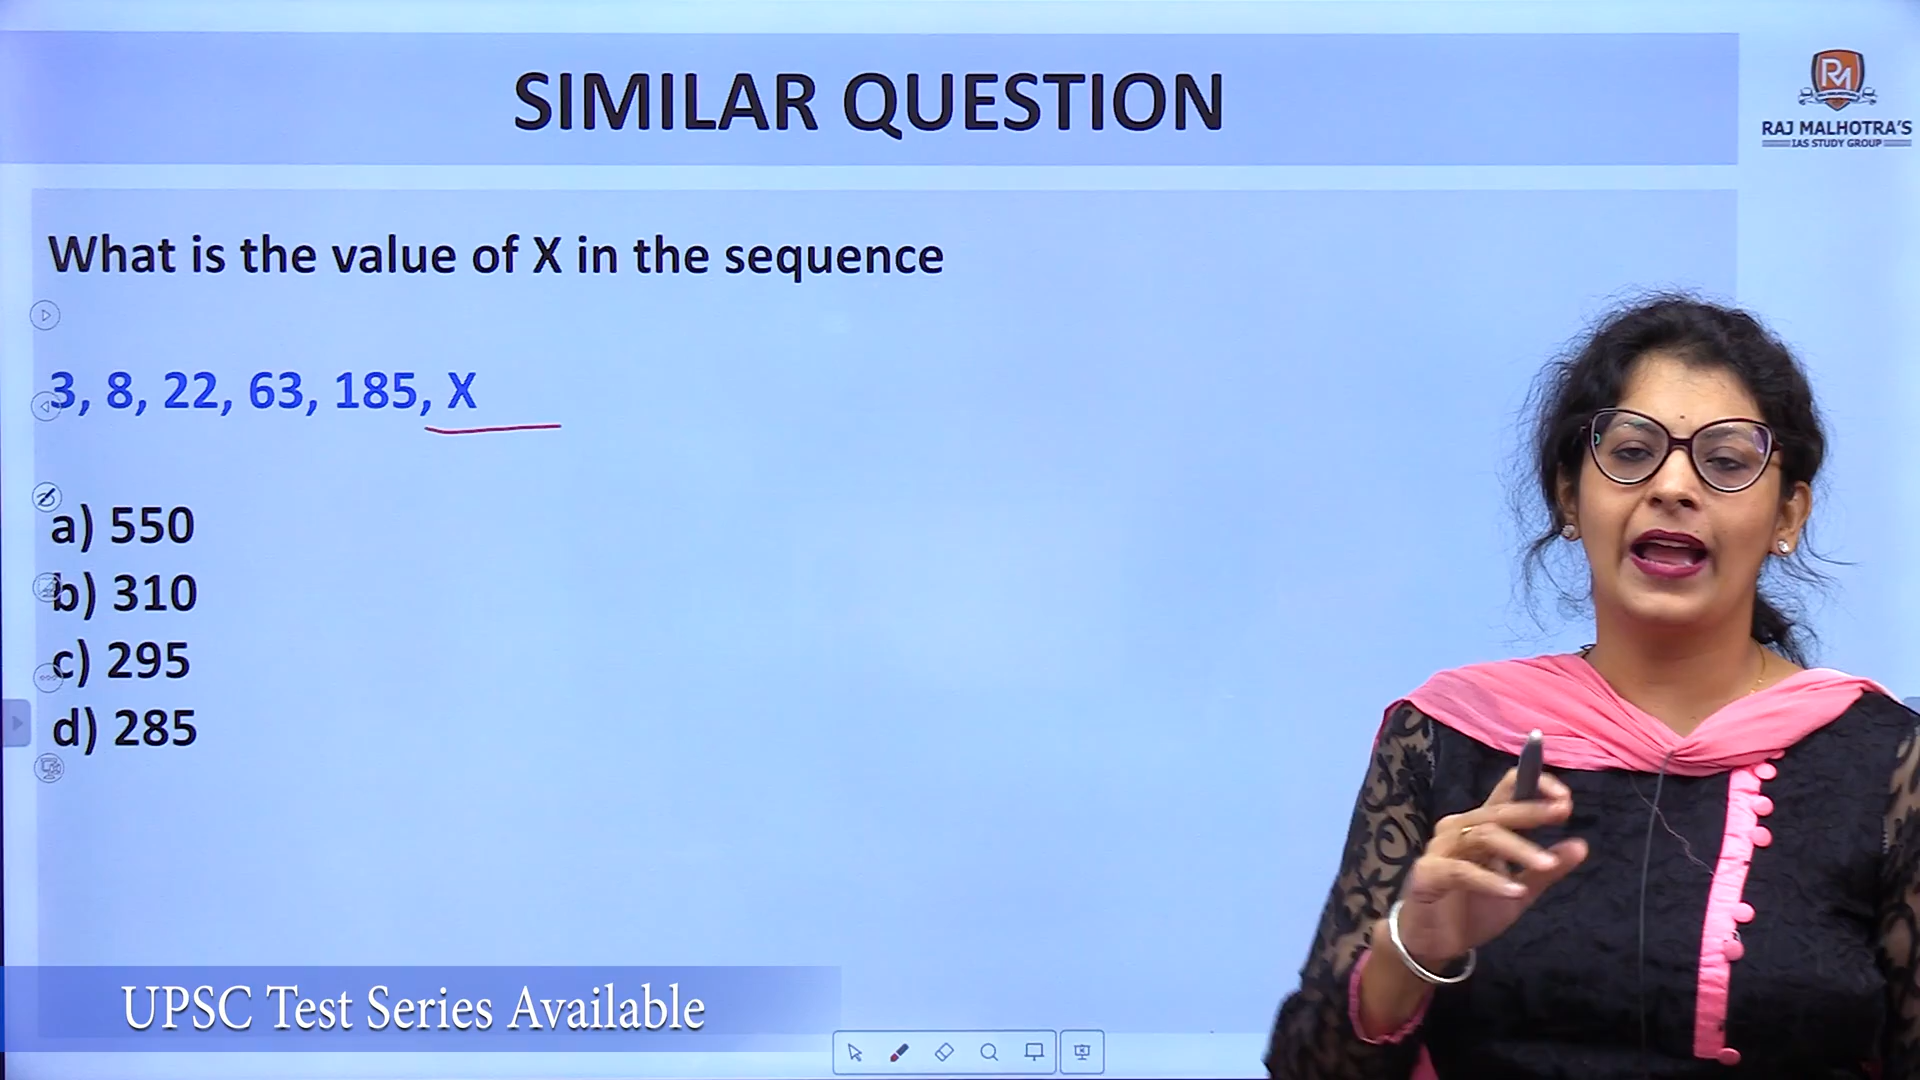 SIMILAR QUESTION
RM
RAJ MALHOTRA'S
IAS STUDY GROUP
What is the value of X in the sequence
3, 8, 22, 63, 185, X
a) 550
b) 310
c) 295
d) 285
UPSC Test Series Available